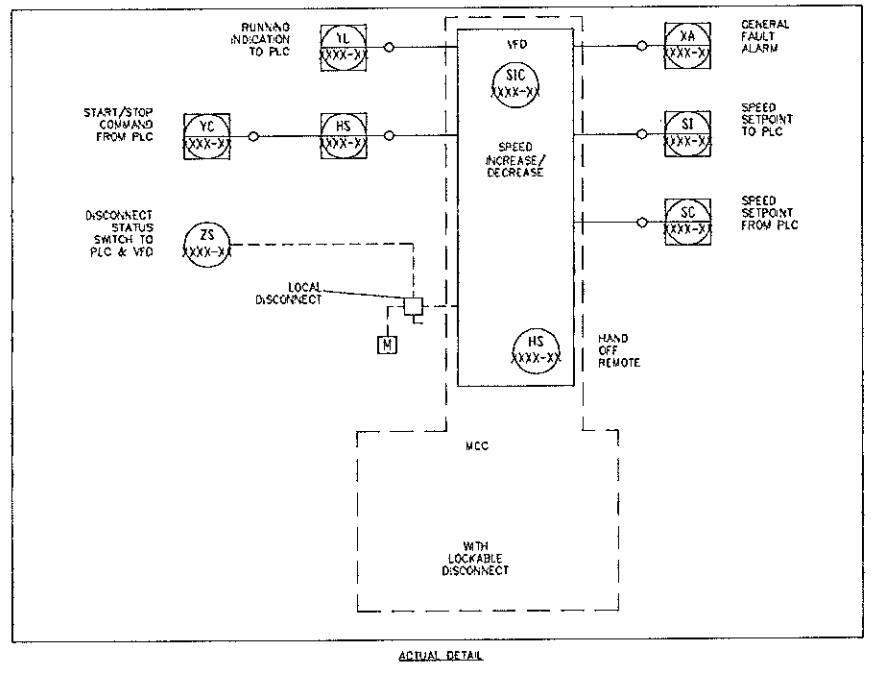 RUNNING
INDICATION
TO PLC
YL
XXXX-XX
VFD
SIC
XXXX-XX
XA
XXXX-XX
GENERAL
FAULT
ALARM
START/STOP
COMMAND
FROM PLC
YC
XXXX-XX
HS
XXXX-XX
SPEED
INCREASE/
DECREASE
SI
XXXX-XX
SPEED
SETPOINT
TO PLC
DISCONNECT
STATUS
SWITCH TO
PLC & VFD
ZS
XXXX-XX
SC
XXXX-XX
SPEED
SETPOINT
FROM PLC
LOCAL
DISCONNECT
M
HS
XXXX-XX
HAND
OFF
REMOTE
MCC
WITH
LOCKABLE
DISCONNECT
ACTUAL DETAIL